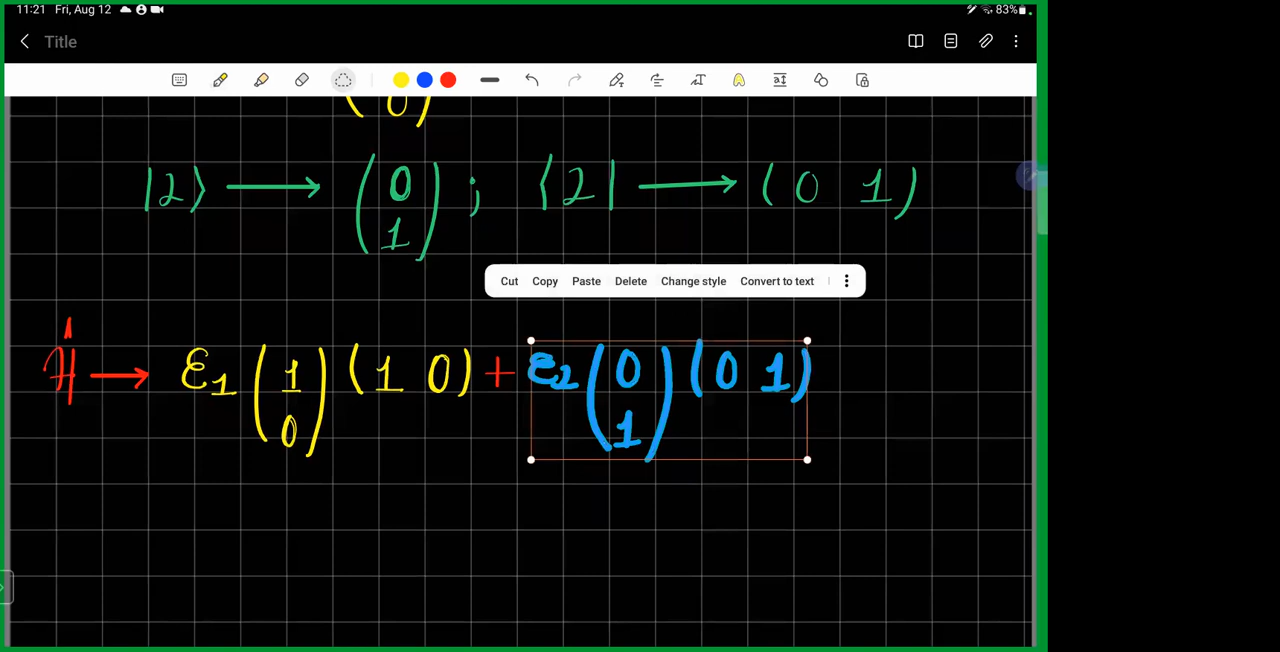 11:21 Fri, Aug 12 83%
Title
0
|2⟩ ⟶ (0 1) ; ⟨2| ⟶ (0 1)
Cut Copy Paste Delete Change style Convert to text
Ĥ ⟶ ε1 (1 0) (1 0) + ε2 (0 1) (0 1)